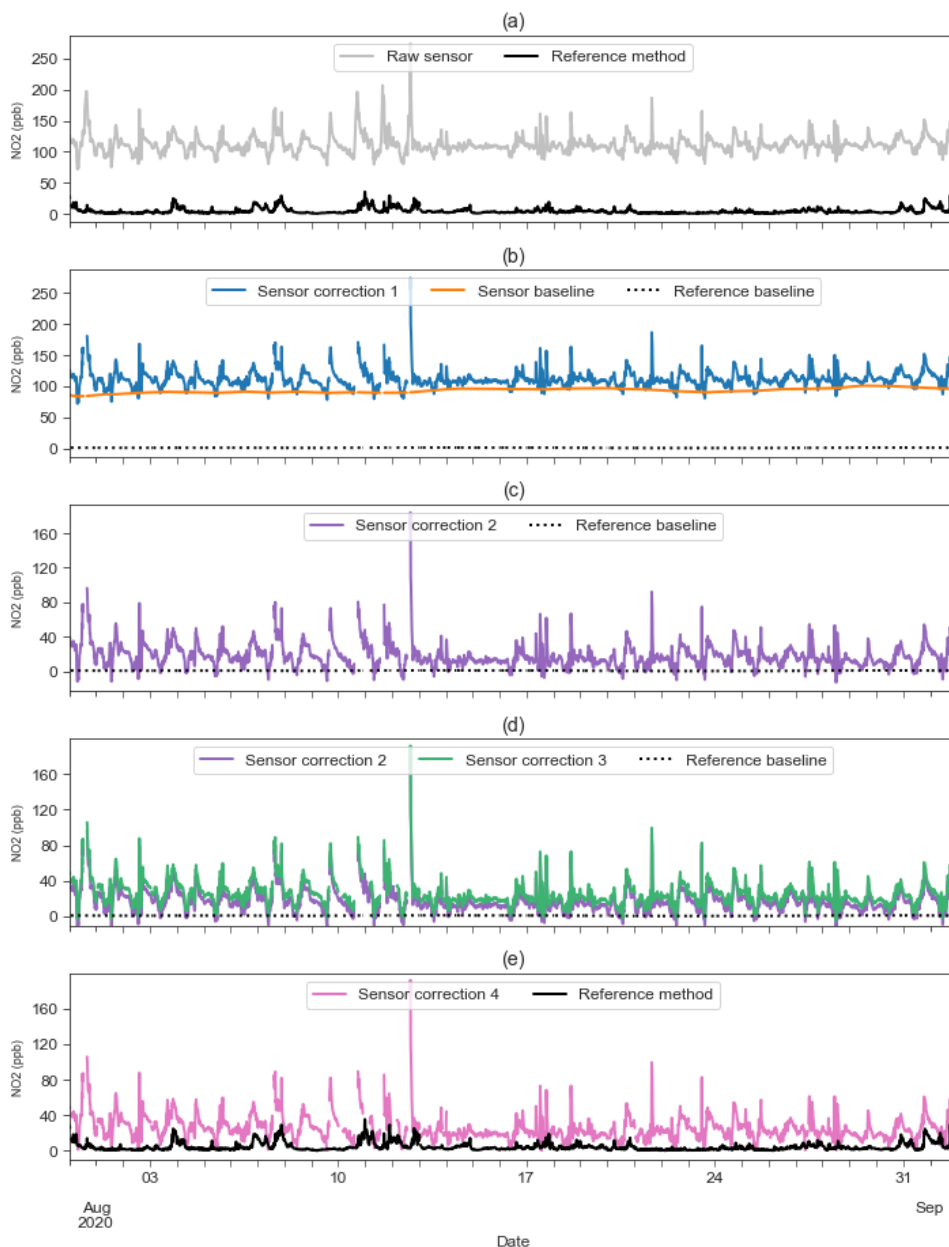 (a)
Raw sensor Reference method
NO2 (ppb)
250
200
150
100
50
0
(b)
Sensor correction 1 Sensor baseline Reference baseline
NO2 (ppb)
250
200
150
100
50
0
(c)
Sensor correction 2 Reference baseline
NO2 (ppb)
160
120
80
40
0
(d)
Sensor correction 2 Sensor correction 3 Reference baseline
NO2 (ppb)
160
120
80
40
0
(e)
Sensor correction 4 Reference method
NO2 (ppb)
160
120
80
40
0
03 10 17 24 31
Aug Sep
2020
Date